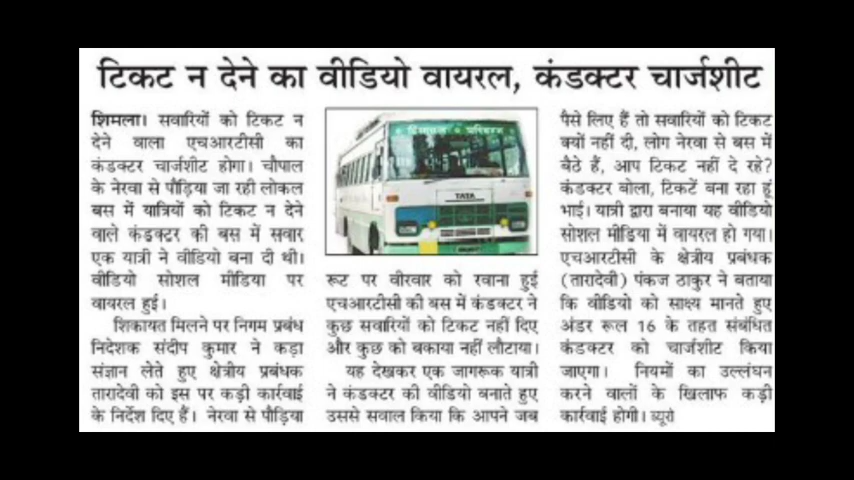 टिकट न देने का वीडियो वायरल, कंडक्टर चार्जशीट
शिमला। सवारियों को टिकट न
देने वाला एचआरटीसी का
कंडक्टर चार्जशीट होगा। चौपाल
के नेरवा से पौड़िया जा रही लोकल
बस में यात्रियों को टिकट न देने
वाले कंडक्टर की बस में सवार
एक यात्री ने वीडियो बना दी थी।
वीडियो सोशल मीडिया पर
वायरल हुई।
शिकायत मिलने पर निगम प्रबंध
निदेशक संदीप कुमार ने कड़ा
संज्ञान लेते हुए क्षेत्रीय प्रबंधक
तारादेवी को इस पर कड़ी कार्रवाई
के निर्देश दिए हैं। नेरवा से पौड़िया
हिमाचल परिवहन
TATA
रूट पर वीरवार को रवाना हुई
एचआरटीसी की बस में कंडक्टर ने
कुछ सवारियों को टिकट नहीं दिए
और कुछ को बकाया नहीं लौटाया।
यह देखकर एक जागरूक यात्री
ने कंडक्टर की वीडियो बनाते हुए
उससे सवाल किया कि आपने जब
पैसे लिए हैं तो सवारियों को टिकट
क्यों नहीं दी, लोग नेरवा से बस में
बैठे हैं, आप टिकट नहीं दे रहे?
कंडक्टर बोला, टिकटें बना रहा हूं
भाई। यात्री द्वारा बनाया यह वीडियो
सोशल मीडिया में वायरल हो गया।
एचआरटीसी के क्षेत्रीय प्रबंधक
(तारादेवी) पंकज ठाकुर ने बताया
कि वीडियो को साक्ष्य मानते हुए
अंडर रूल 16 के तहत संबंधित
कंडक्टर को चार्जशीट किया
जाएगा। नियमों का उल्लंघन
करने वालों के खिलाफ कड़ी
कार्रवाई होगी। ब्यूरो